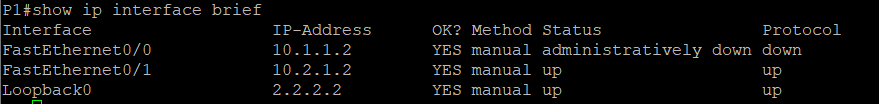 P1#show ip interface brief
Interface                  IP-Address      OK? Method Status                Protocol
FastEthernet0/0            10.1.1.2        YES manual administratively down down
FastEthernet0/1            10.2.1.2        YES manual up                    up
Loopback0                  2.2.2.2         YES manual up                    up